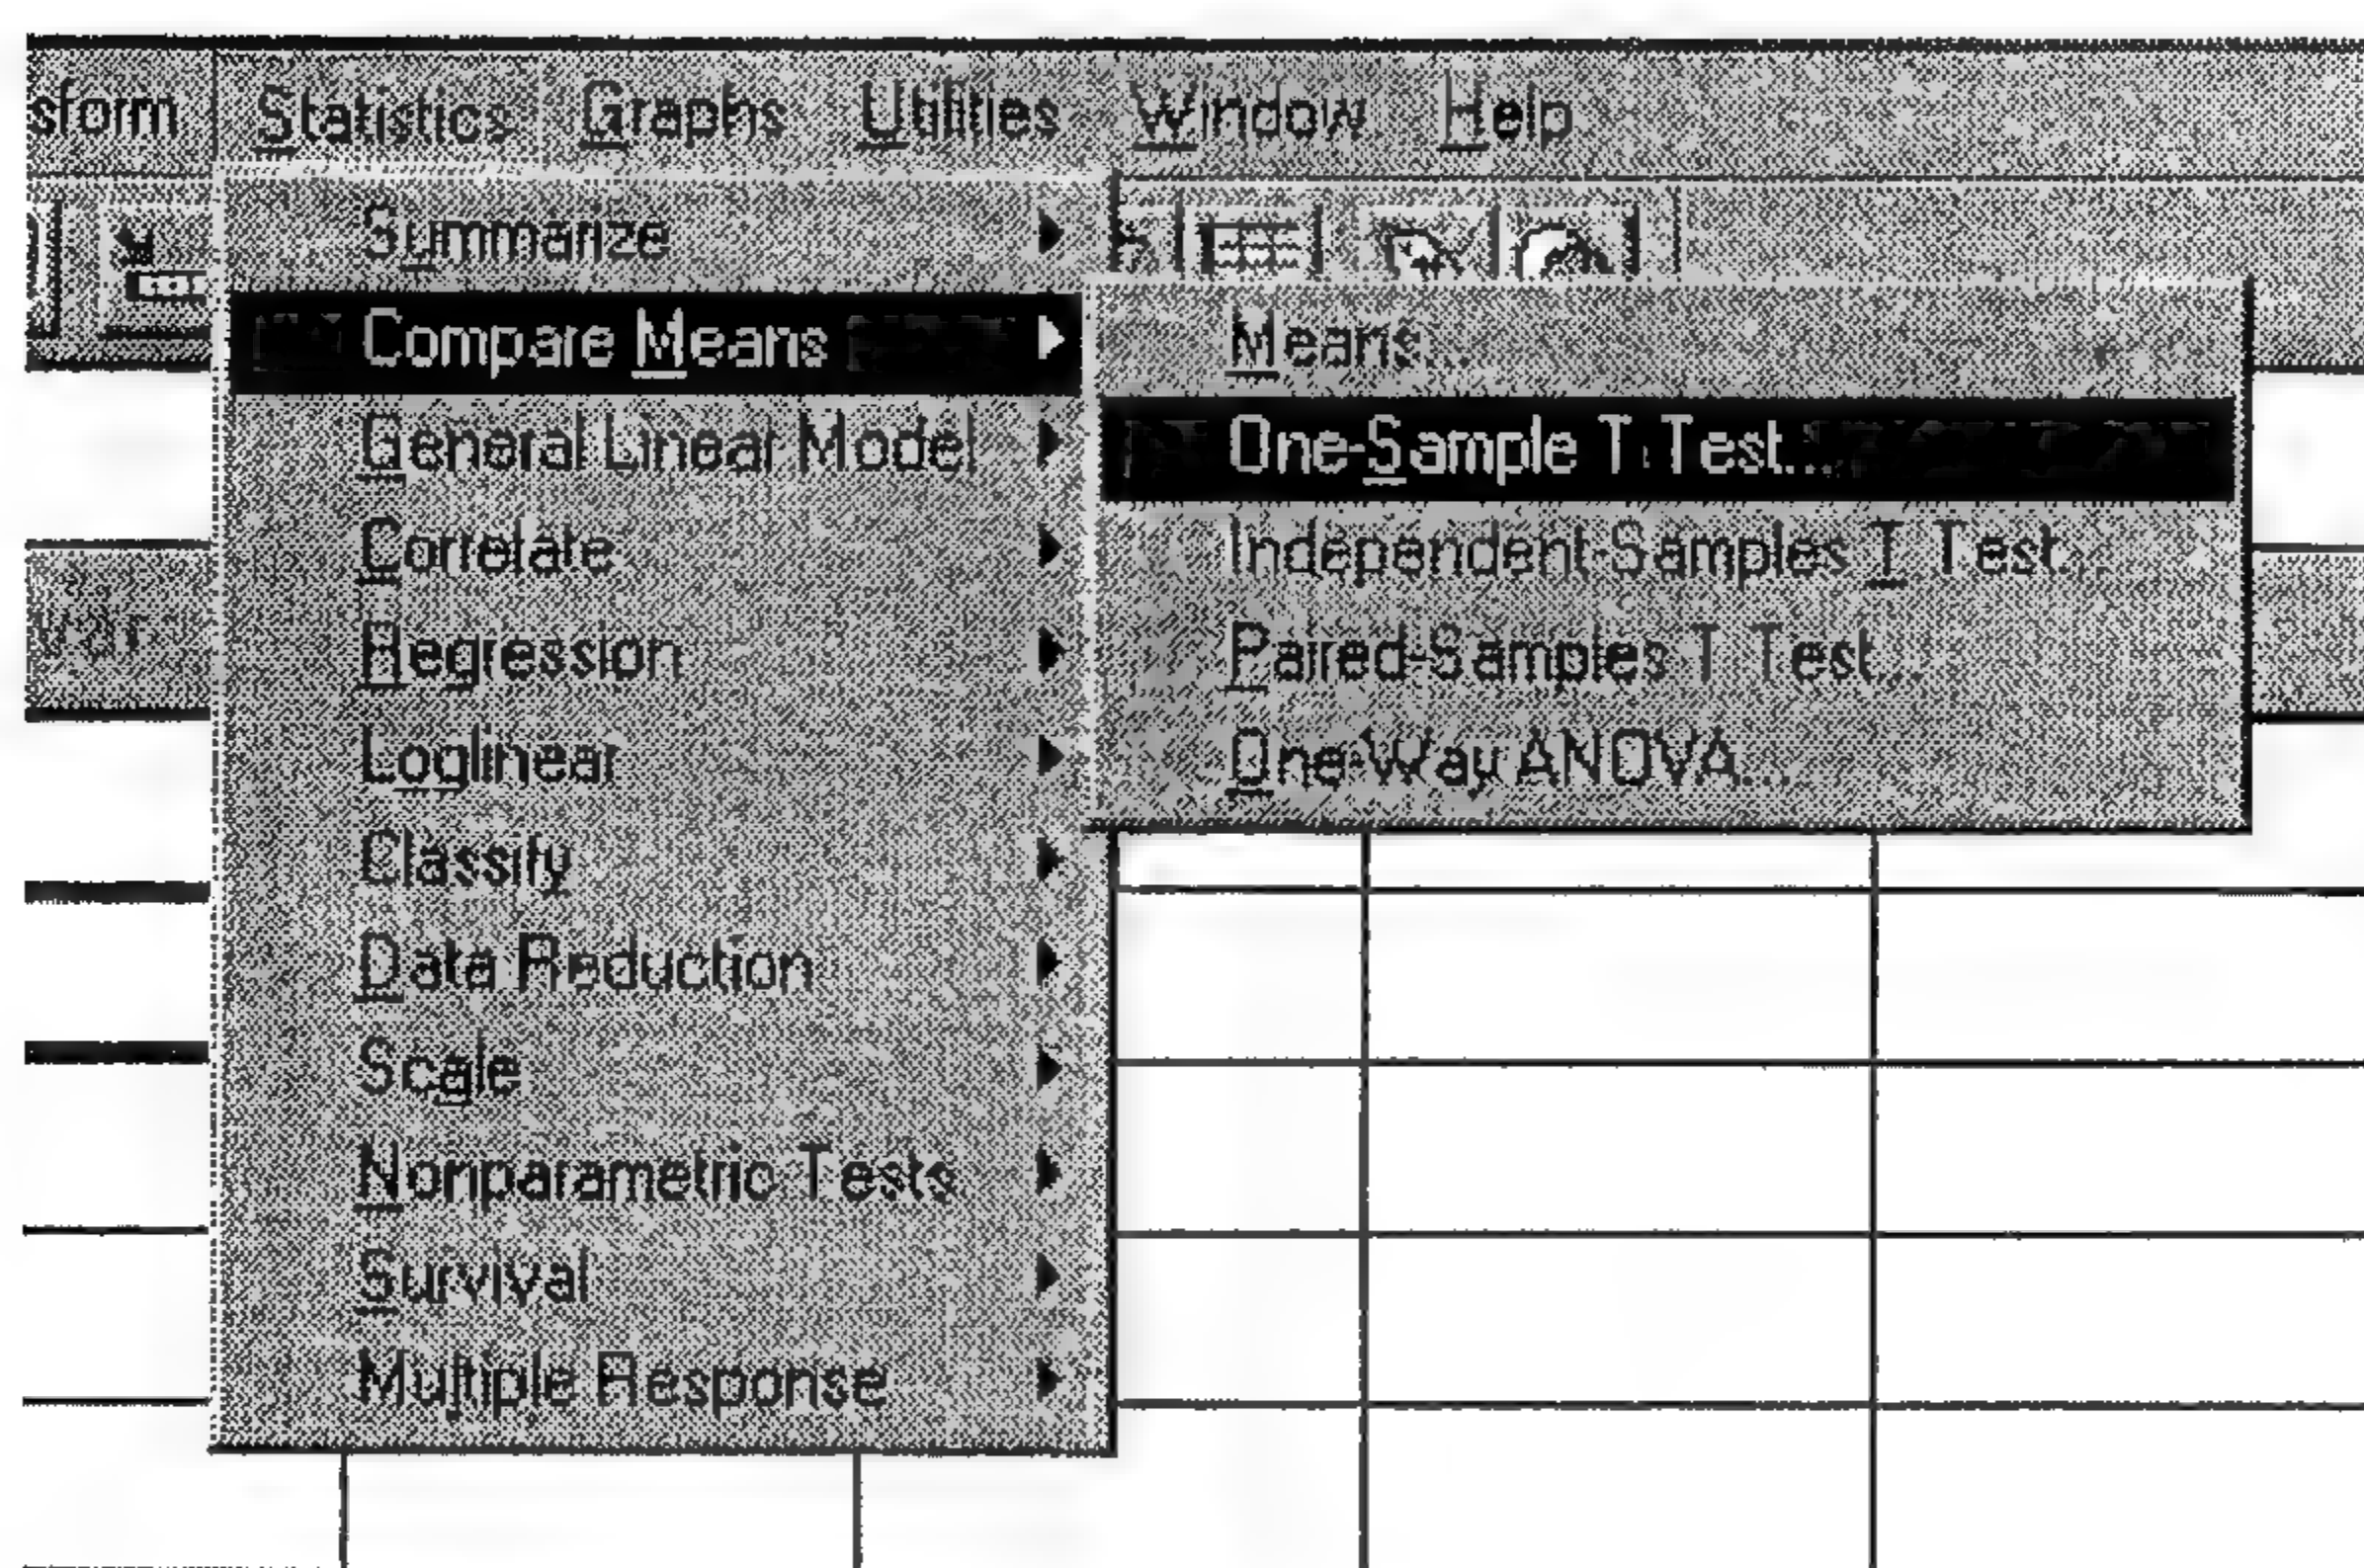 sform Statistics Graphs Utilities Window Help
Summarize
Compare Means
General Linear Model
Correlate
Regression
Loglinear
Classify
Data Reduction
Scale
Nonparametric Tests
Survival
Multiple Response
Means...
One-Sample T Test...
Independent-Samples T Test...
Paired-Samples T Test...
One-Way ANOVA...
var